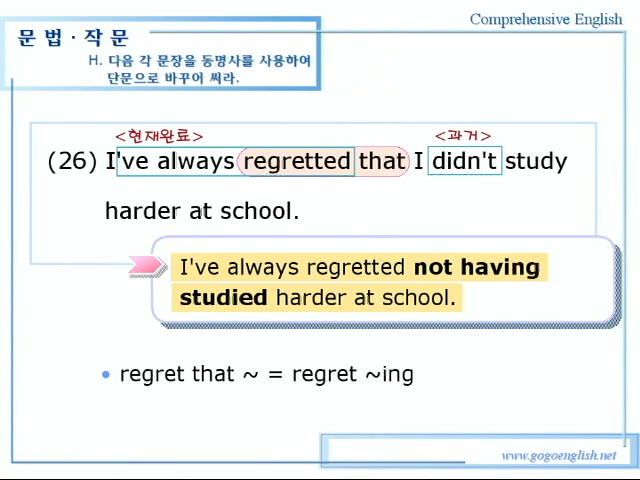 Comprehensive English
문 법 · 작 문
H. 다음 각 문장을 동명사를 사용하여
단문으로 바꾸어 써라.
<현재완료> <과거>
(26) I've always regretted that I didn't study
harder at school.
I've always regretted not having
studied harder at school.
• regret that ~ = regret ~ing
www.gogoenglish.net